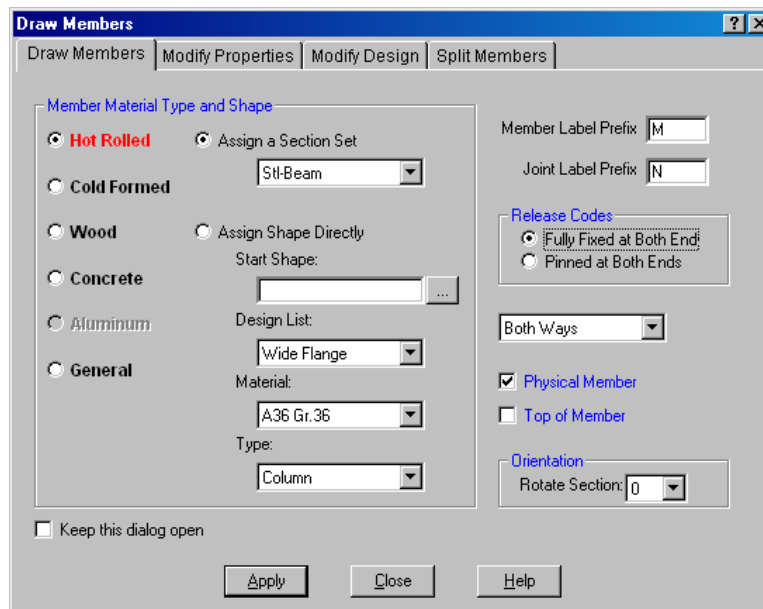 Draw Members
Draw Members Modify Properties Modify Design Split Members
Member Material Type and Shape
Hot Rolled
Cold Formed
Wood
Concrete
Aluminum
General
Assign a Section Set
Stl-Beam
Assign Shape Directly
Start Shape:
...
Design List:
Wide Flange
Material:
A36 Gr.36
Type:
Column
Member Label Prefix M
Joint Label Prefix N
Release Codes
Fully Fixed at Both End
Pinned at Both Ends
Both Ways
Physical Member
Top of Member
Orientation
Rotate Section: 0
Keep this dialog open
Apply Close Help